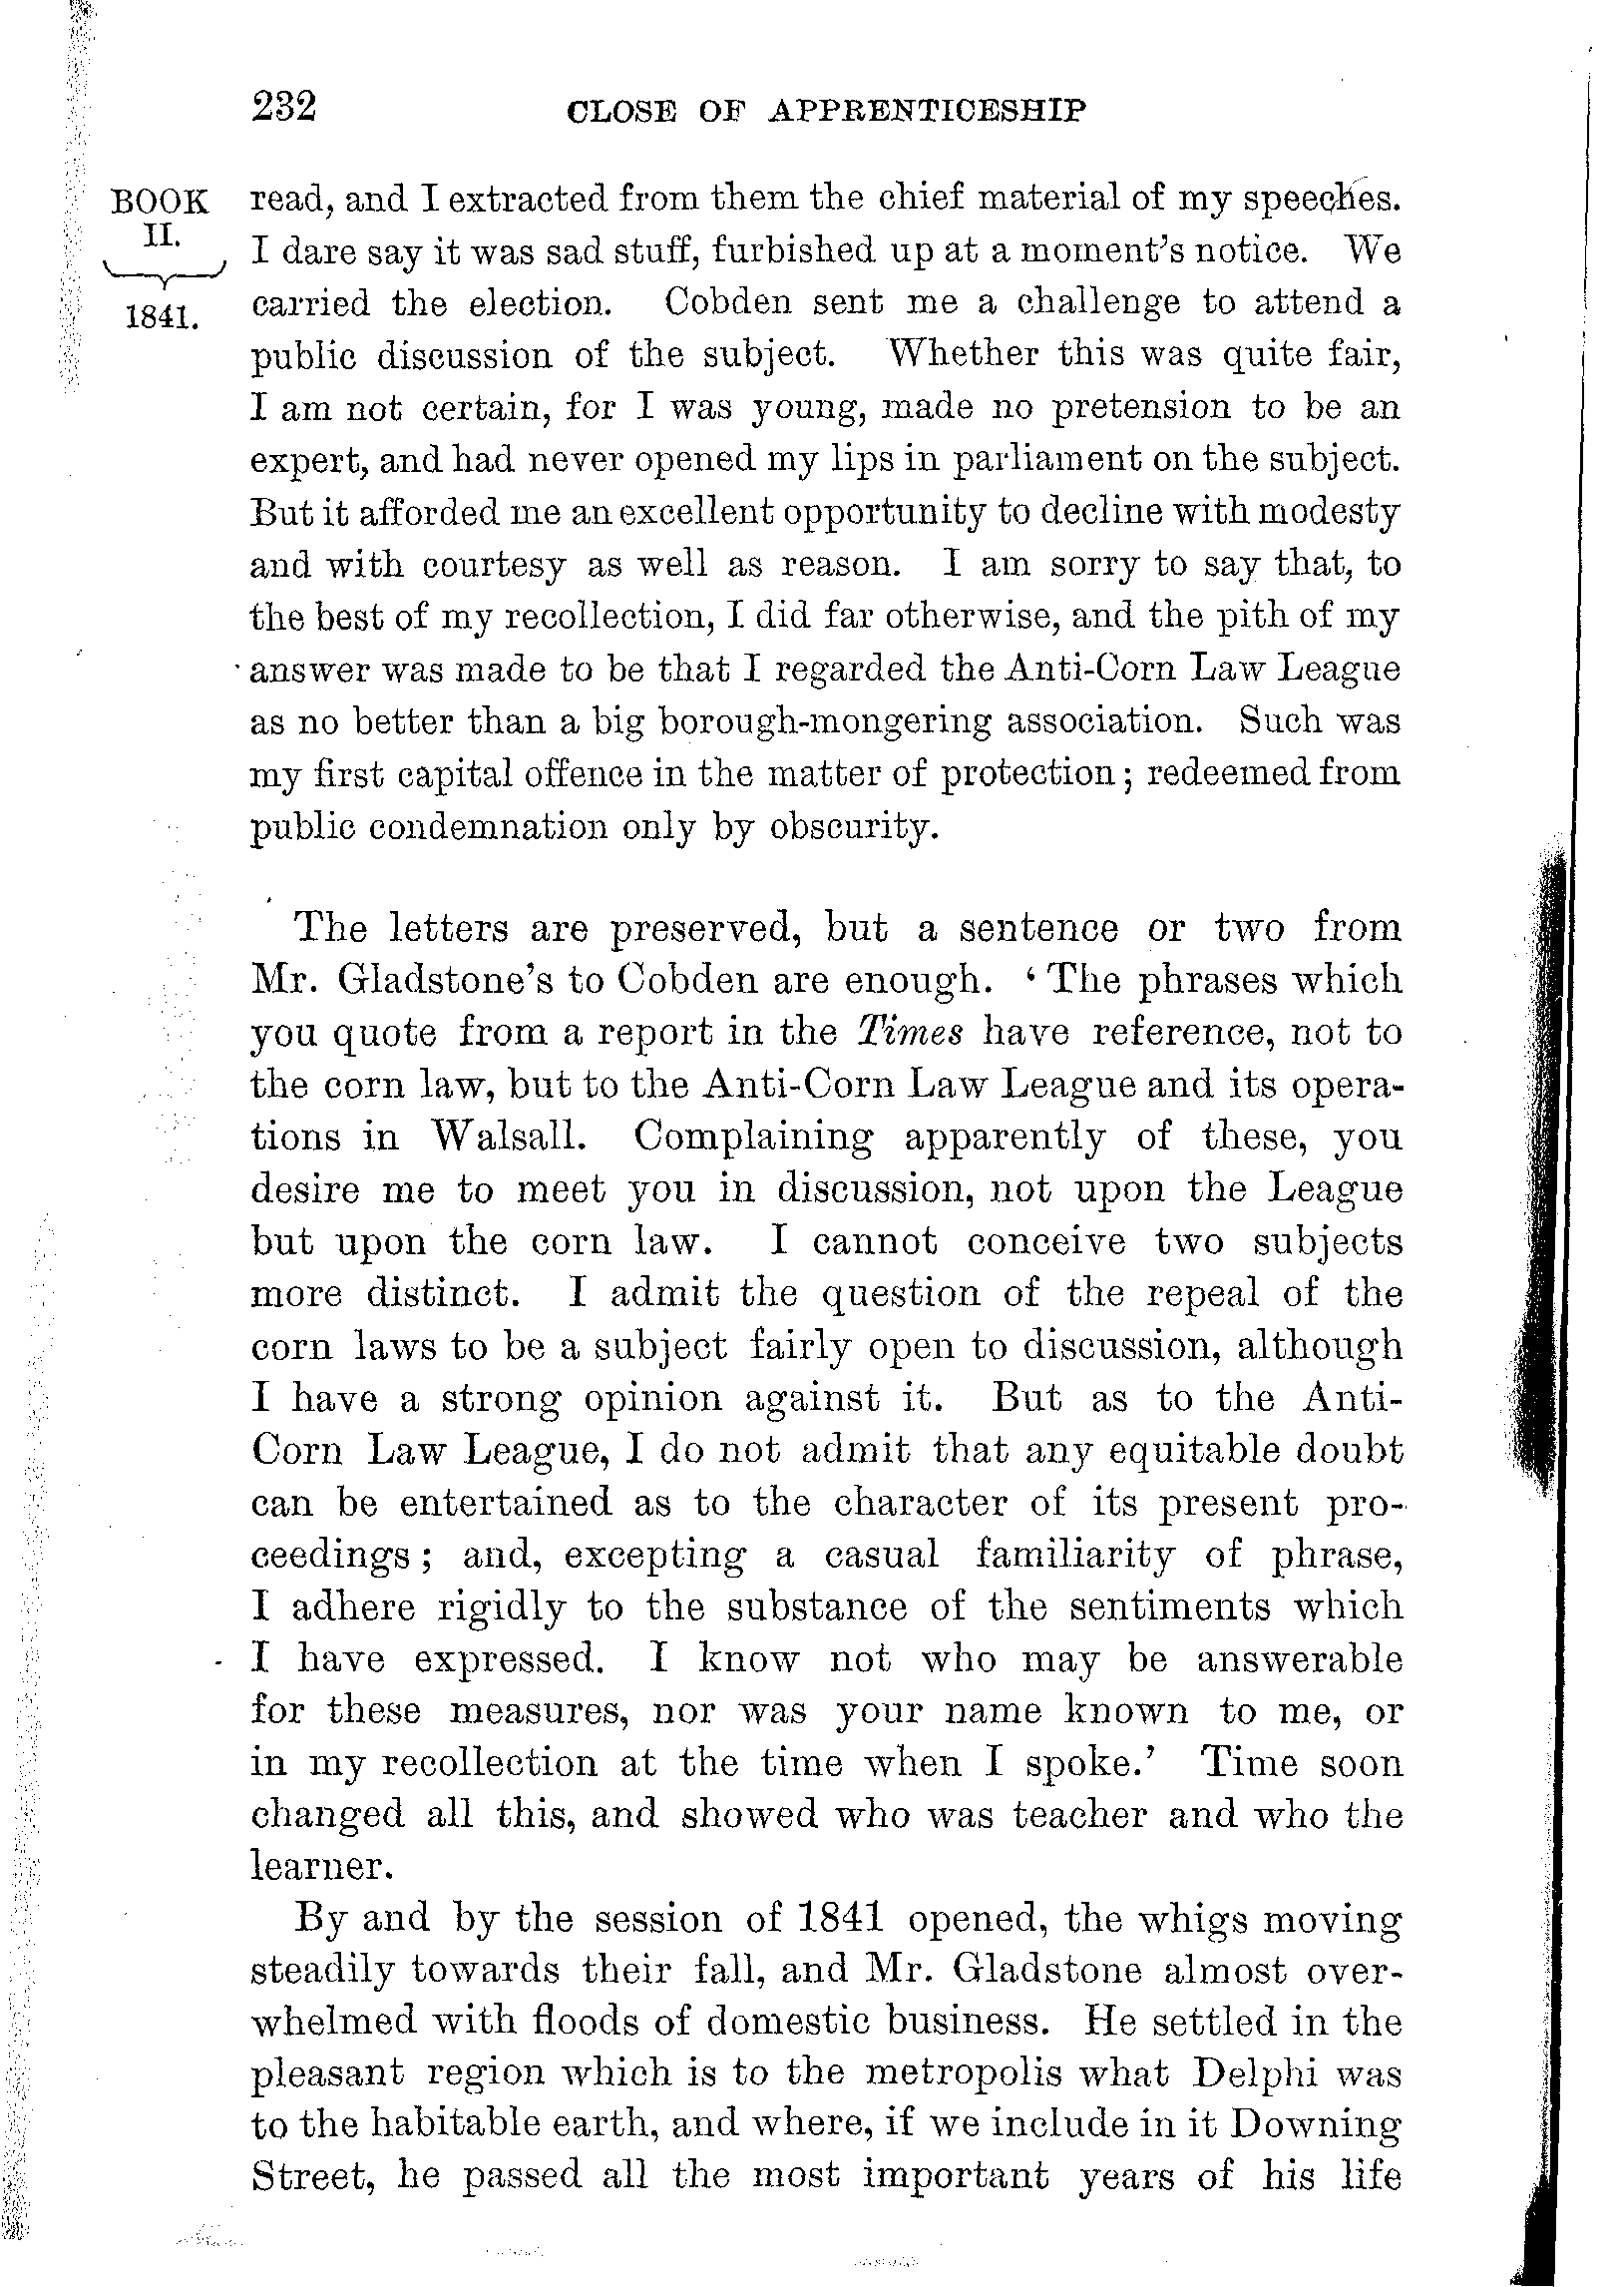 232 CLOSE OF APPRENTICESHIP
BOOK
II.
1841.
read, and I extracted from them the chief material of my speeches.
I dare say it was sad stuff, furbished up at a moment's notice. We
carried the election. Cobden sent me a challenge to attend a
public discussion of the subject. Whether this was quite fair,
I am not certain, for I was young, made no pretension to be an
expert, and had never opened my lips in parliament on the subject.
But it afforded me an excellent opportunity to decline with modesty
and with courtesy as well as reason. I am sorry to say that, to
the best of my recollection, I did far otherwise, and the pith of my
answer was made to be that I regarded the Anti-Corn Law League
as no better than a big borough-mongering association. Such was
my first capital offence in the matter of protection; redeemed from
public condemnation only by obscurity.
The letters are preserved, but a sentence or two from
Mr. Gladstone's to Cobden are enough. ‘The phrases which
you quote from a report in the Times have reference, not to
the corn law, but to the Anti-Corn Law League and its opera-
tions in Walsall. Complaining apparently of these, you
desire me to meet you in discussion, not upon the League
but upon the corn law. I cannot conceive two subjects
more distinct. I admit the question of the repeal of the
corn laws to be a subject fairly open to discussion, although
I have a strong opinion against it. But as to the Anti-
Corn Law League, I do not admit that any equitable doubt
can be entertained as to the character of its present pro-
ceedings; and, excepting a casual familiarity of phrase,
I adhere rigidly to the substance of the sentiments which
I have expressed. I know not who may be answerable
for these measures, nor was your name known to me, or
in my recollection at the time when I spoke.’ Time soon
changed all this, and showed who was teacher and who the
learner.
By and by the session of 1841 opened, the whigs moving
steadily towards their fall, and Mr. Gladstone almost over-
whelmed with floods of domestic business. He settled in the
pleasant region which is to the metropolis what Delphi was
to the habitable earth, and where, if we include in it Downing
Street, he passed all the most important years of his life